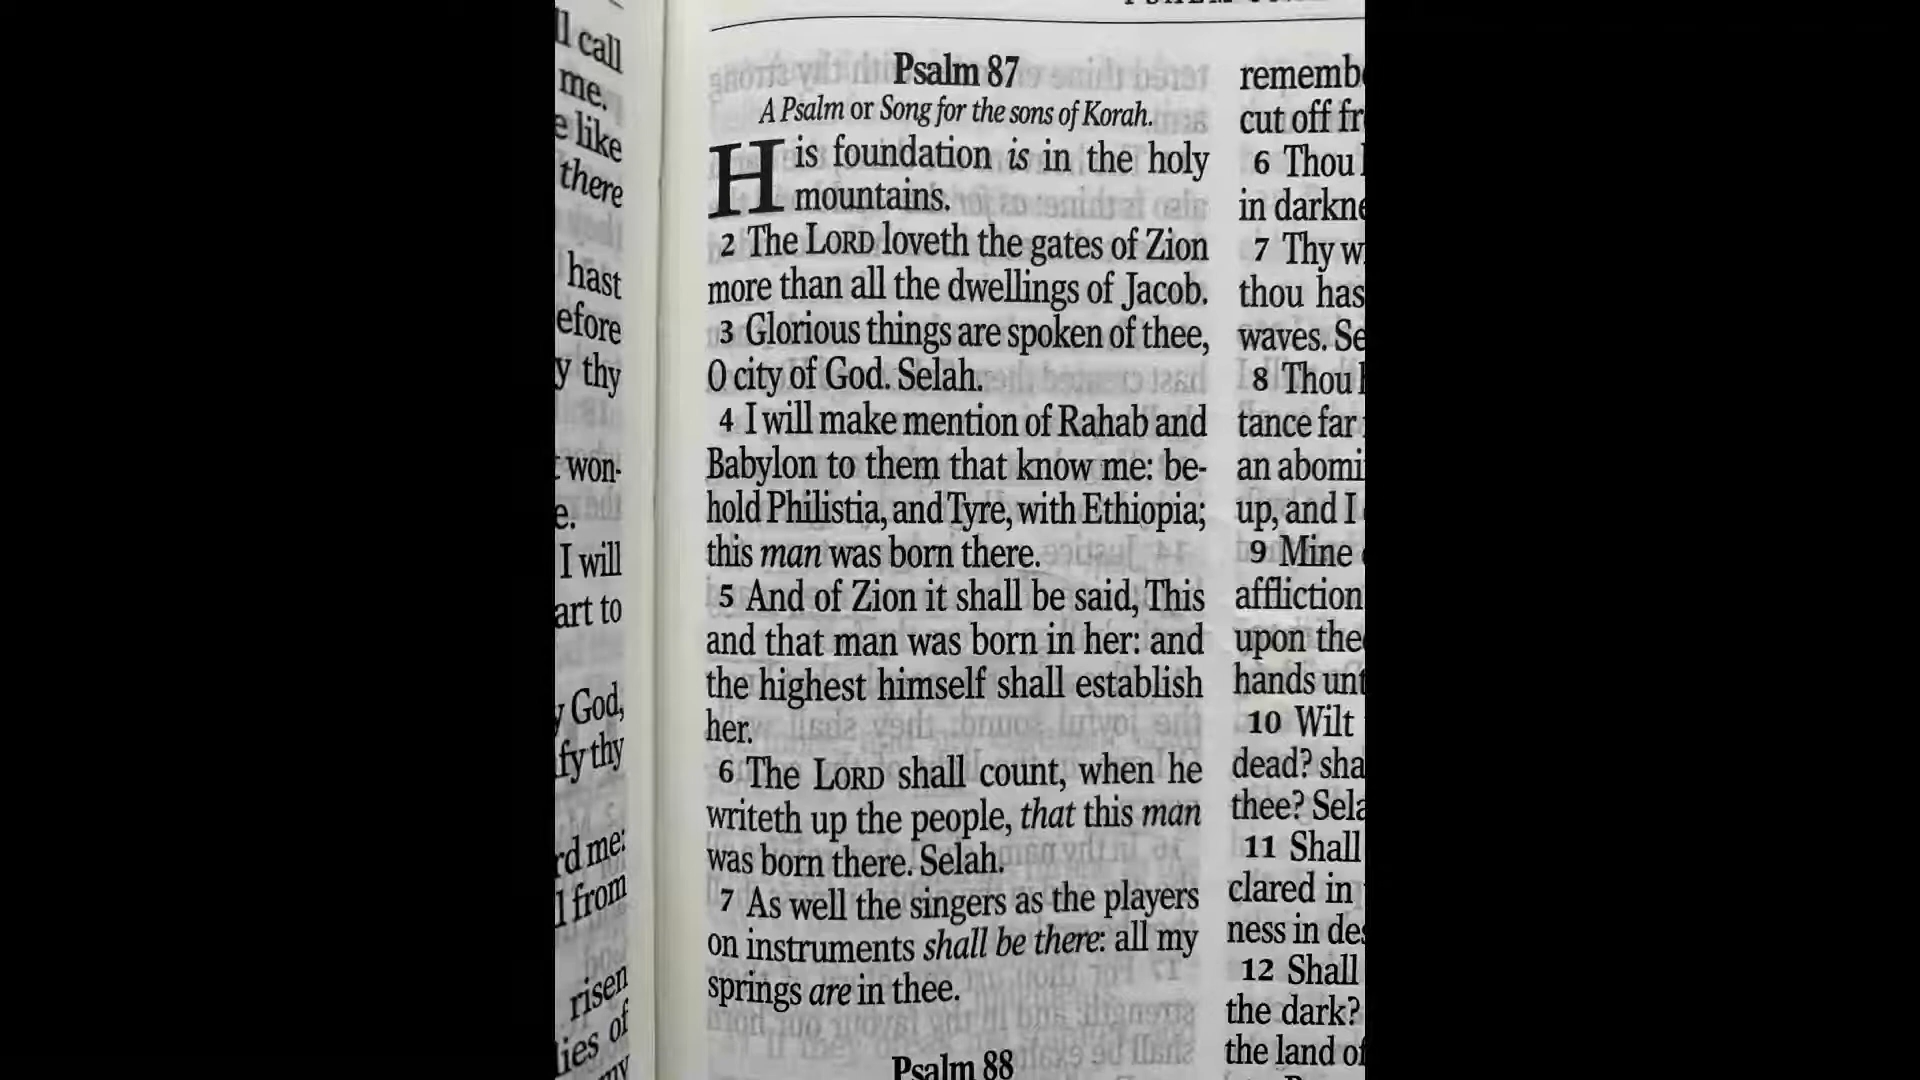 ll call
me.
e like
there
hast
efore
y thy
won-
e.
I will
art to
y God,
fy thy
rd me:
l from
risen
lies of
my
Psalm 87
A Psalm or Song for the sons of Korah.
His foundation is in the holy
mountains.
2 The LORD loveth the gates of Zion
more than all the dwellings of Jacob.
3 Glorious things are spoken of thee,
O city of God. Selah.
4 I will make mention of Rahab and
Babylon to them that know me: be-
hold Philistia, and Tyre, with Ethiopia;
this man was born there.
5 And of Zion it shall be said, This
and that man was born in her: and
the highest himself shall establish
her.
6 The LORD shall count, when he
writeth up the people, that this man
was born there. Selah.
7 As well the singers as the players
on instruments shall be there: all my
springs are in thee.
Psalm 88
rememb
cut off fr
6 Thou
in darkne
7 Thy w
thou has
waves. Se
8 Thou
tance far
an abomi
up, and I
9 Mine
affliction
upon the
hands unt
10 Wilt
dead? sha
thee? Sela
11 Shall
clared in
ness in des
12 Shall
the dark?
the land of